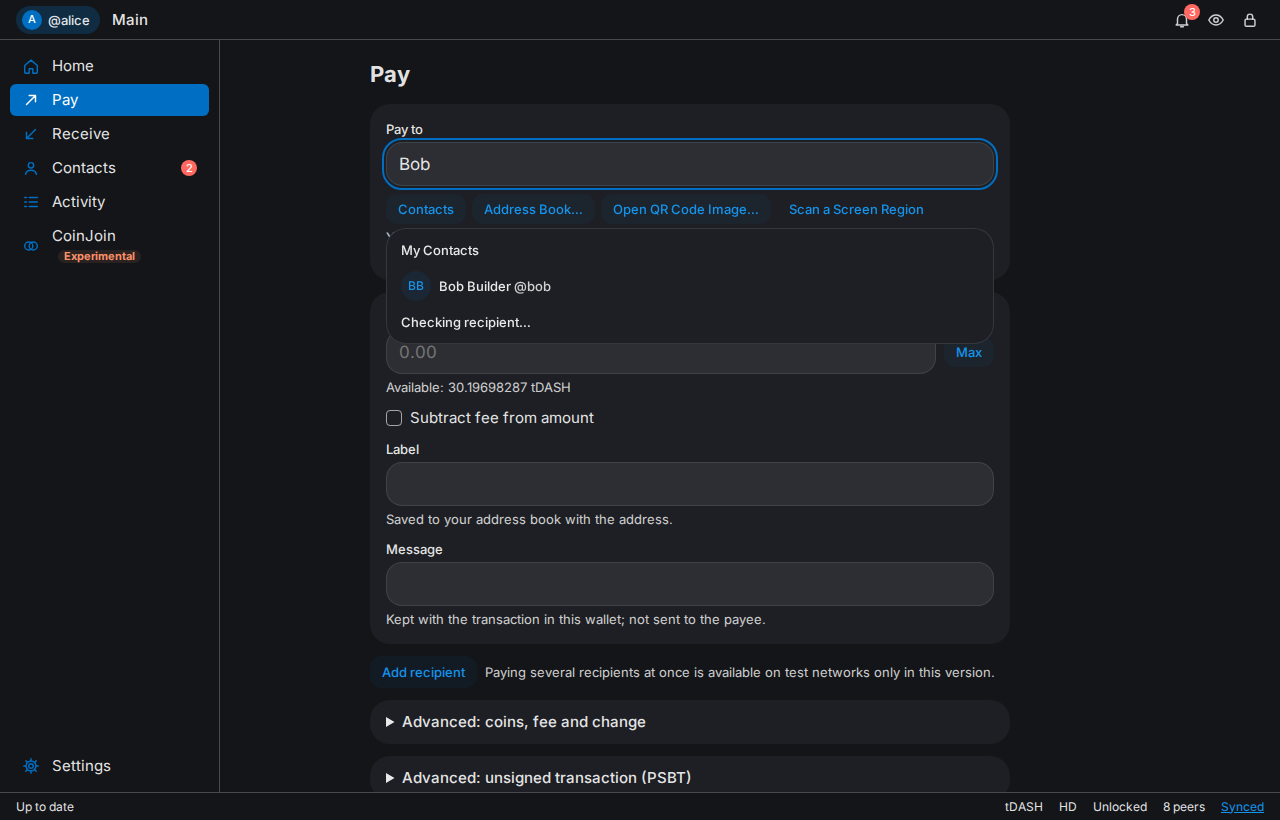 A @alice Main 3
Home
Pay
Receive
Contacts 2
Activity
CoinJoin
Experimental
Settings
Pay
Pay to
Bob
Contacts Address Book... Open QR Code Image... Scan a Screen Region
My Contacts
BB Bob Builder @bob
Checking recipient...
0.00 Max
Available: 30.19698287 tDASH
Subtract fee from amount
Label
Saved to your address book with the address.
Message
Kept with the transaction in this wallet; not sent to the payee.
Add recipient Paying several recipients at once is available on test networks only in this version.
Advanced: coins, fee and change
Advanced: unsigned transaction (PSBT)
Up to date tDASH HD Unlocked 8 peers Synced